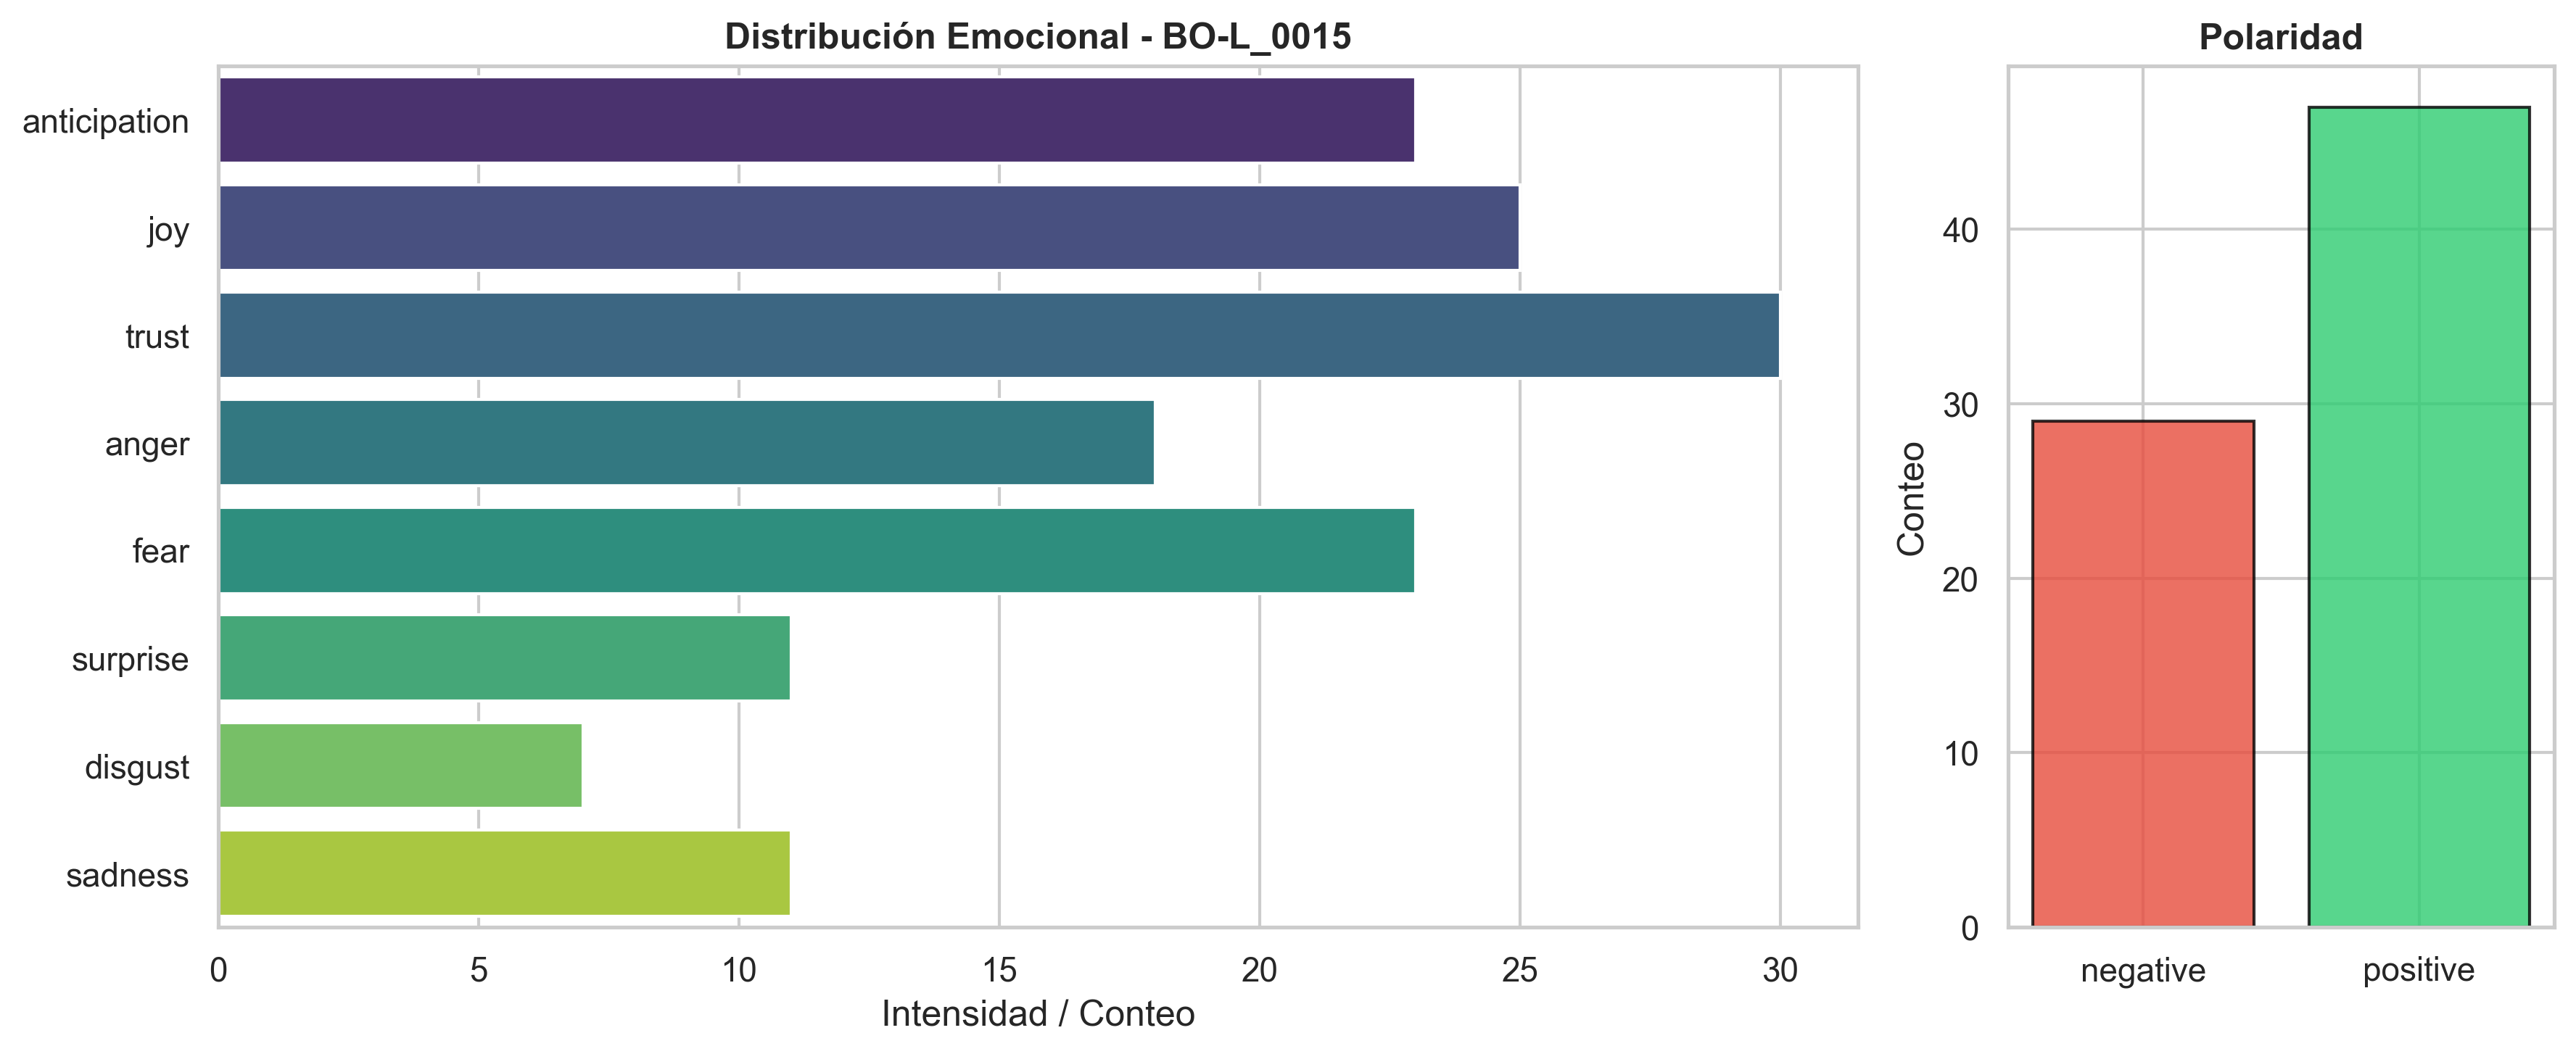 Distribución Emocional - BO-L_0015
anticipation
joy
trust
anger
fear
surprise
disgust
sadness
0 5 10 15 20 25 30
Intensidad / Conteo
Polaridad
Conteo
40
30
20
10
0
negative positive